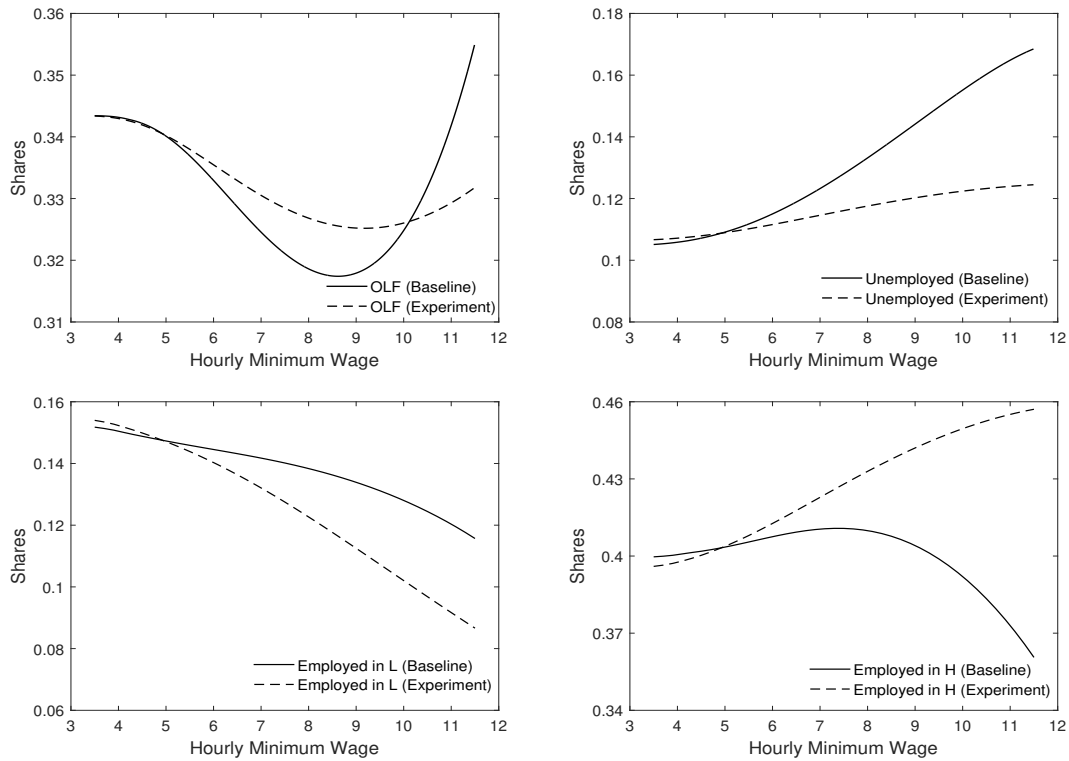 0.36
0.35
0.34
0.33
0.32
0.31
Shares
OLF (Baseline)
OLF (Experiment)
3 4 5 6 7 8 9 10 11 12
Hourly Minimum Wage
0.18
0.16
0.14
0.12
0.1
0.08
Shares
Unemployed (Baseline)
Unemployed (Experiment)
3 4 5 6 7 8 9 10 11 12
Hourly Minimum Wage
0.16
0.14
0.12
0.1
0.08
0.06
Shares
Employed in L (Baseline)
Employed in L (Experiment)
3 4 5 6 7 8 9 10 11 12
Hourly Minimum Wage
0.46
0.43
0.4
0.37
0.34
Shares
Employed in H (Baseline)
Employed in H (Experiment)
3 4 5 6 7 8 9 10 11 12
Hourly Minimum Wage